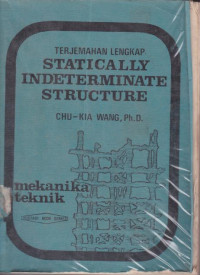 TERJEMAHAN LENGKAP
STATICALLY
INDETERMINATE
STRUCTURE
CHU-KIA WANG, Ph.D.
mekanika
teknik